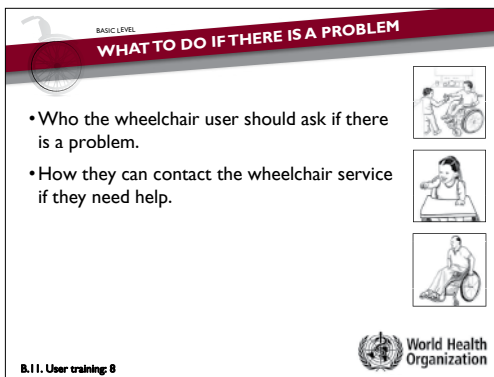 BASIC LEVEL
WHAT TO DO IF THERE IS A PROBLEM
• Who the wheelchair user should ask if there
is a problem.
• How they can contact the wheelchair service
if they need help.
World Health
Organization
B.11. User training: 8